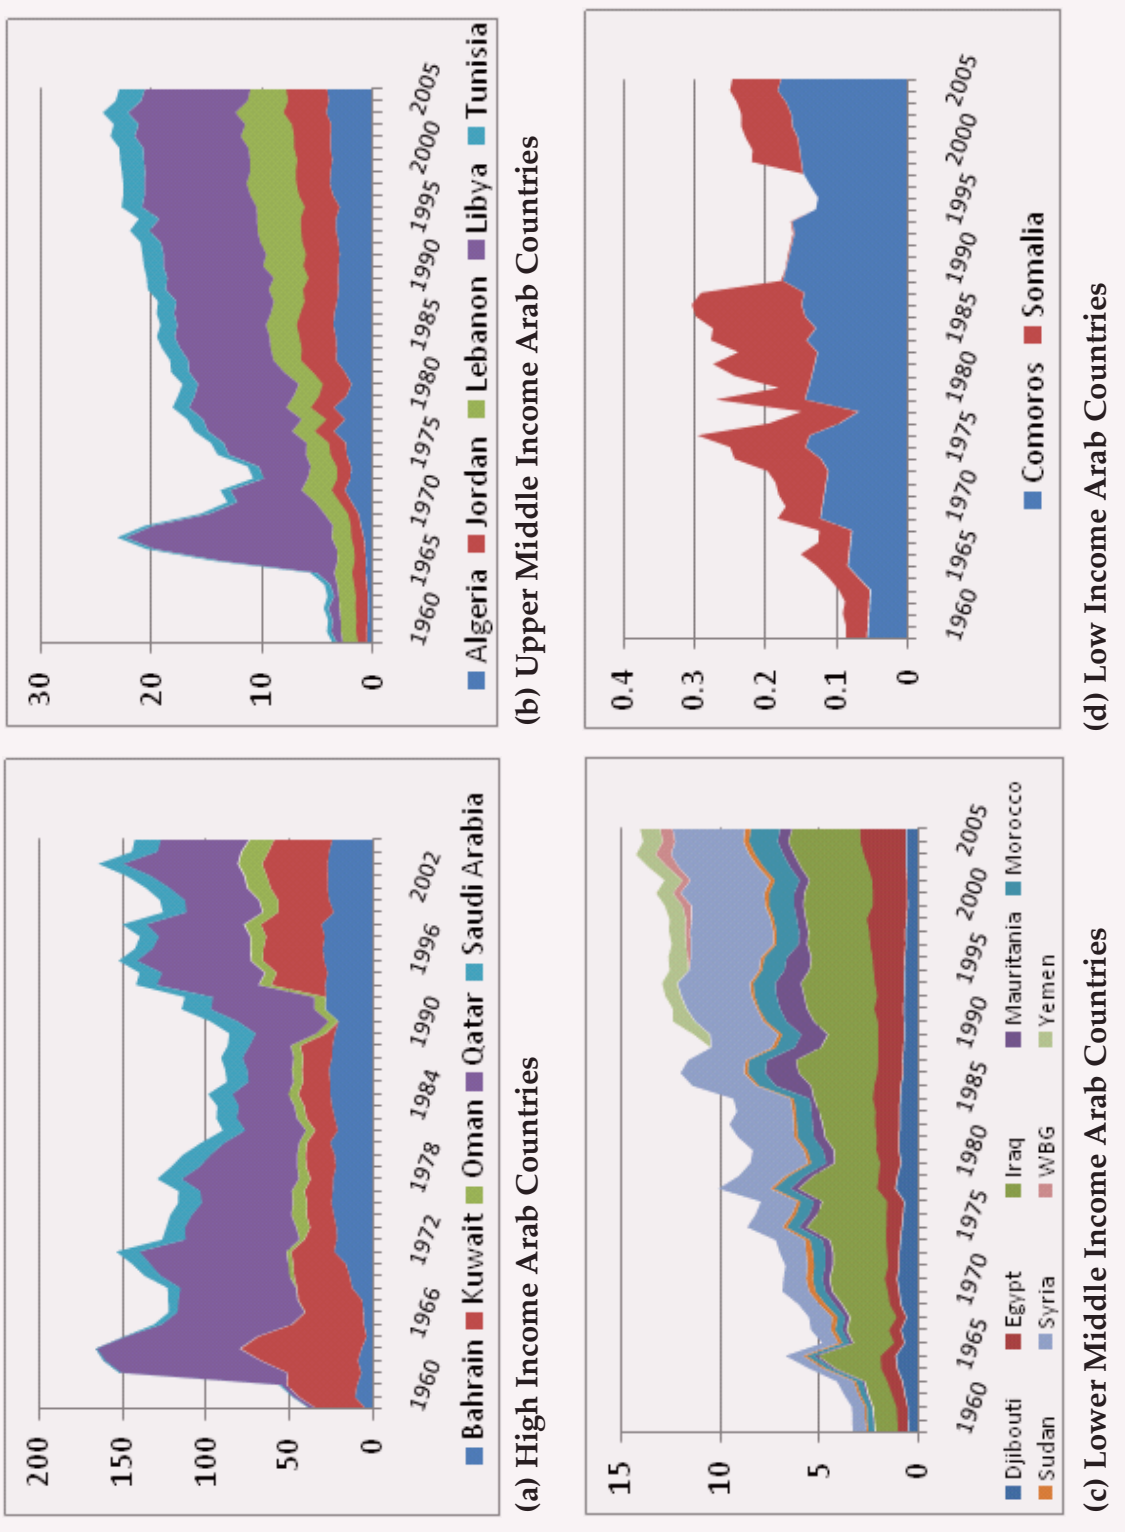 200
150
100
50
0
1960 1966 1972 1978 1984 1990 1996 2002
Bahrain Kuwait Oman Qatar Saudi Arabia
(a) High Income Arab Countries
30
20
10
0
1960 1965 1970 1975 1980 1985 1990 1995 2000 2005
Algeria Jordan Lebanon Libya Tunisia
(b) Upper Middle Income Arab Countries
15
10
5
0
1960 1965 1970 1975 1980 1985 1990 1995 2000 2005
Djibouti Egypt Iraq Mauritania Morocco
Sudan Syria WBG Yemen
(c) Lower Middle Income Arab Countries
0.4
0.3
0.2
0.1
0
1960 1965 1970 1975 1980 1985 1990 1995 2000 2005
Comoros Somalia
(d) Low Income Arab Countries